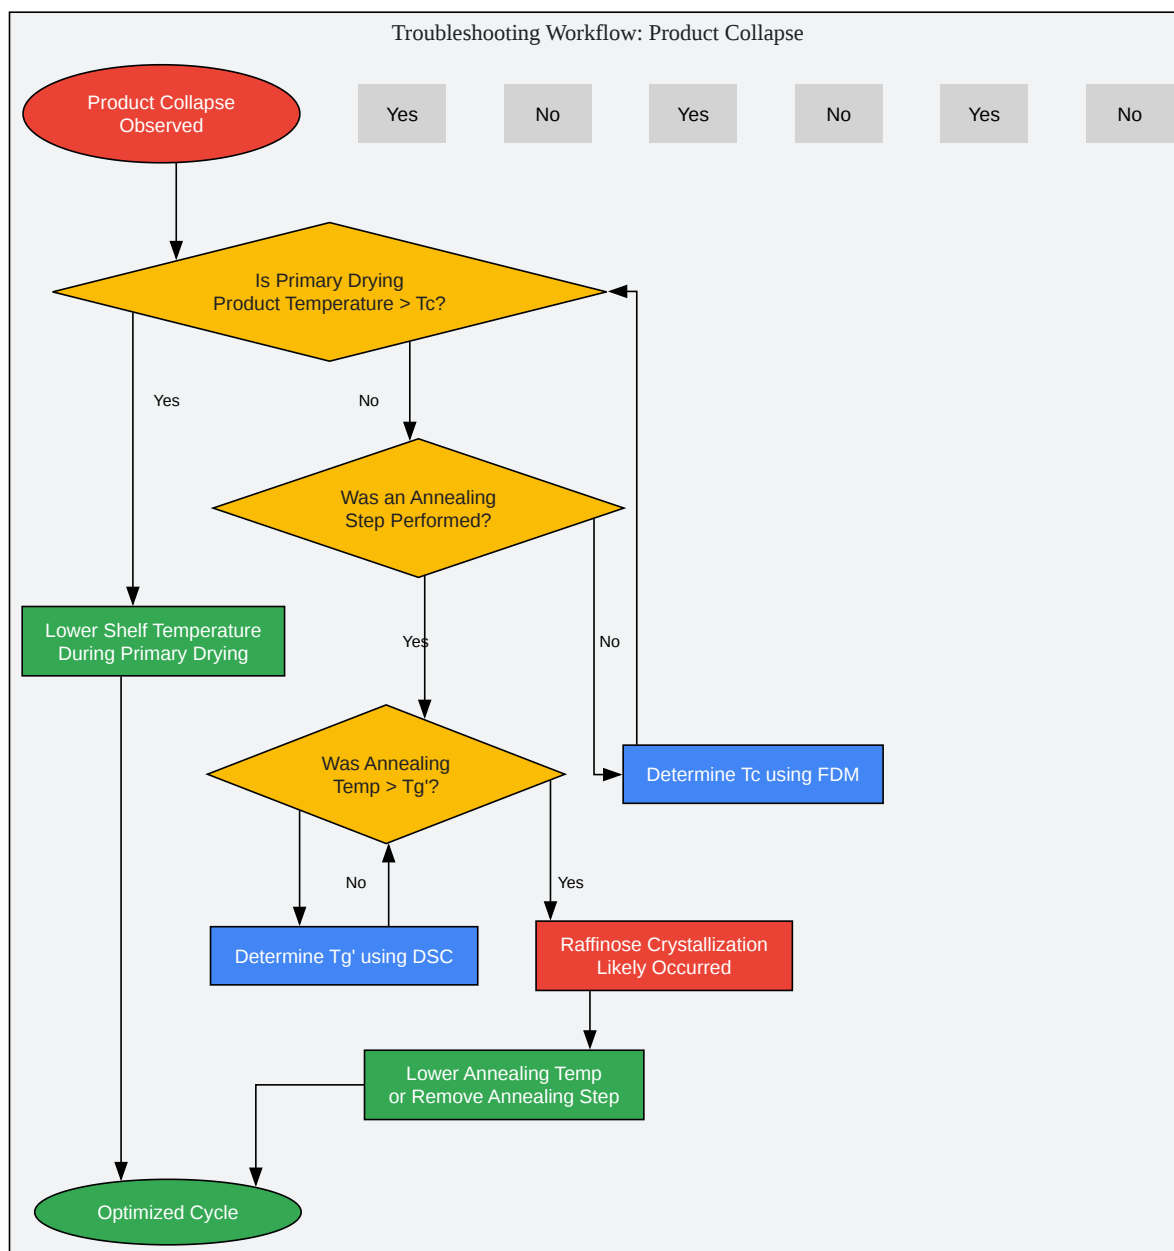 Troubleshooting Workflow: Product Collapse
Product Collapse
Observed
Yes
No
Yes
No
Yes
No
Is Primary Drying
Product Temperature > Tc?
Yes
No
Was an Annealing
Step Performed?
Lower Shelf Temperature
During Primary Drying
Yes
No
Was Annealing
Temp > Tg'?
Determine Tc using FDM
No
Yes
Determine Tg' using DSC
Raffinose Crystallization
Likely Occurred
Lower Annealing Temp
or Remove Annealing Step
Optimized Cycle